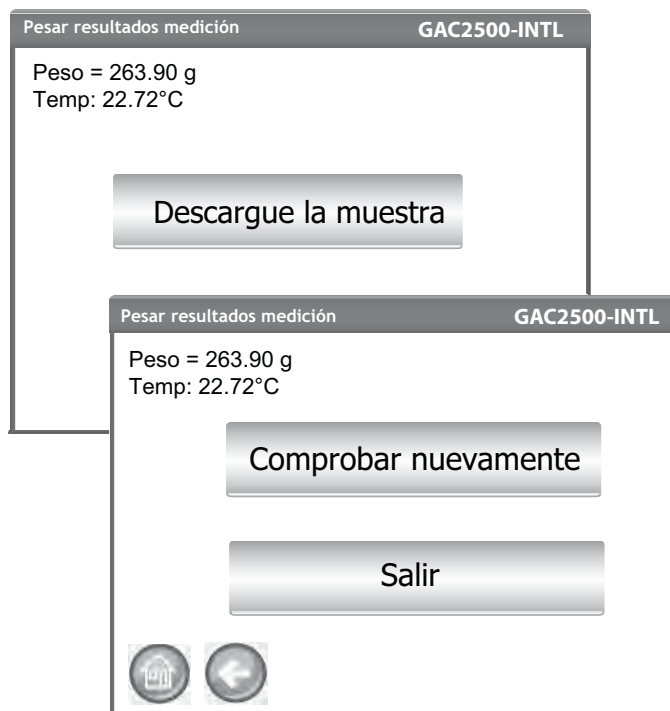 Pesar resultados medición GAC2500-INTL
Peso = 263.90 g
Temp: 22.72°C
Descargue la muestra
Pesar resultados medición GAC2500-INTL
Peso = 263.90 g
Temp: 22.72°C
Comprobar nuevamente
Salir